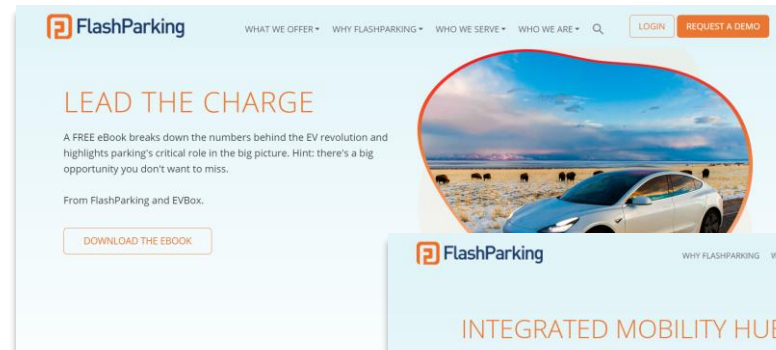 FlashParking
WHAT WE OFFER WHY FLASHPARKING WHO WE SERVE WHO WE ARE
LOGIN
REQUEST A DEMO
LEAD THE CHARGE
A FREE eBook breaks down the numbers behind the EV revolution and
highlights parking's critical role in the big picture. Hint: there's a big
opportunity you don't want to miss.
From FlashParking and EVBox.
DOWNLOAD THE EBOOK
FlashParking
WHY FLASHPARKING
INTEGRATED MOBILITY HUB